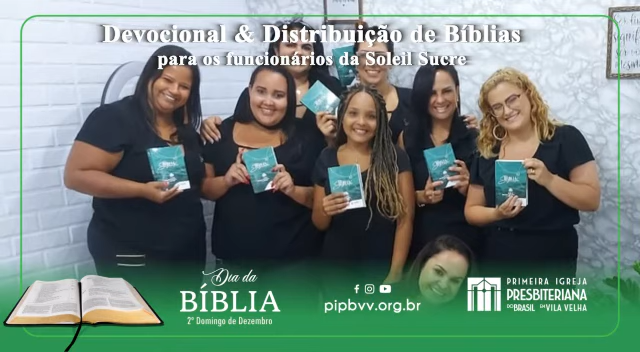 Devocional & Distribuição de Bíblias
para os funcionários da Soleil Sucre
Dia da
BÍBLIA
2º Domingo de Dezembro
pipbvv.org.br
PRIMEIRA IGREJA
PRESBITERIANA
DO BRASIL EM VILA VELHA